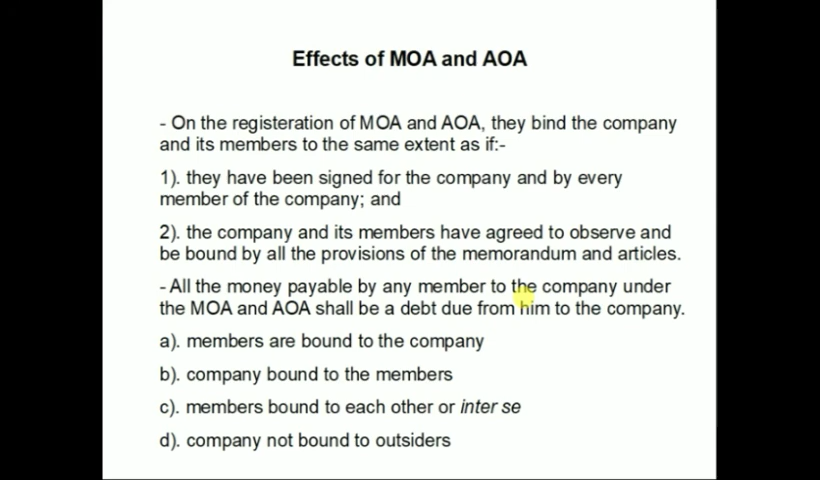 Effects of MOA and AOA
- On the registeration of MOA and AOA, they bind the company
and its members to the same extent as if:-
1). they have been signed for the company and by every
member of the company; and
2). the company and its members have agreed to observe and
be bound by all the provisions of the memorandum and articles.
- All the money payable by any member to the company under
the MOA and AOA shall be a debt due from him to the company.
a). members are bound to the company
b). company bound to the members
c). members bound to each other or inter se
d). company not bound to outsiders